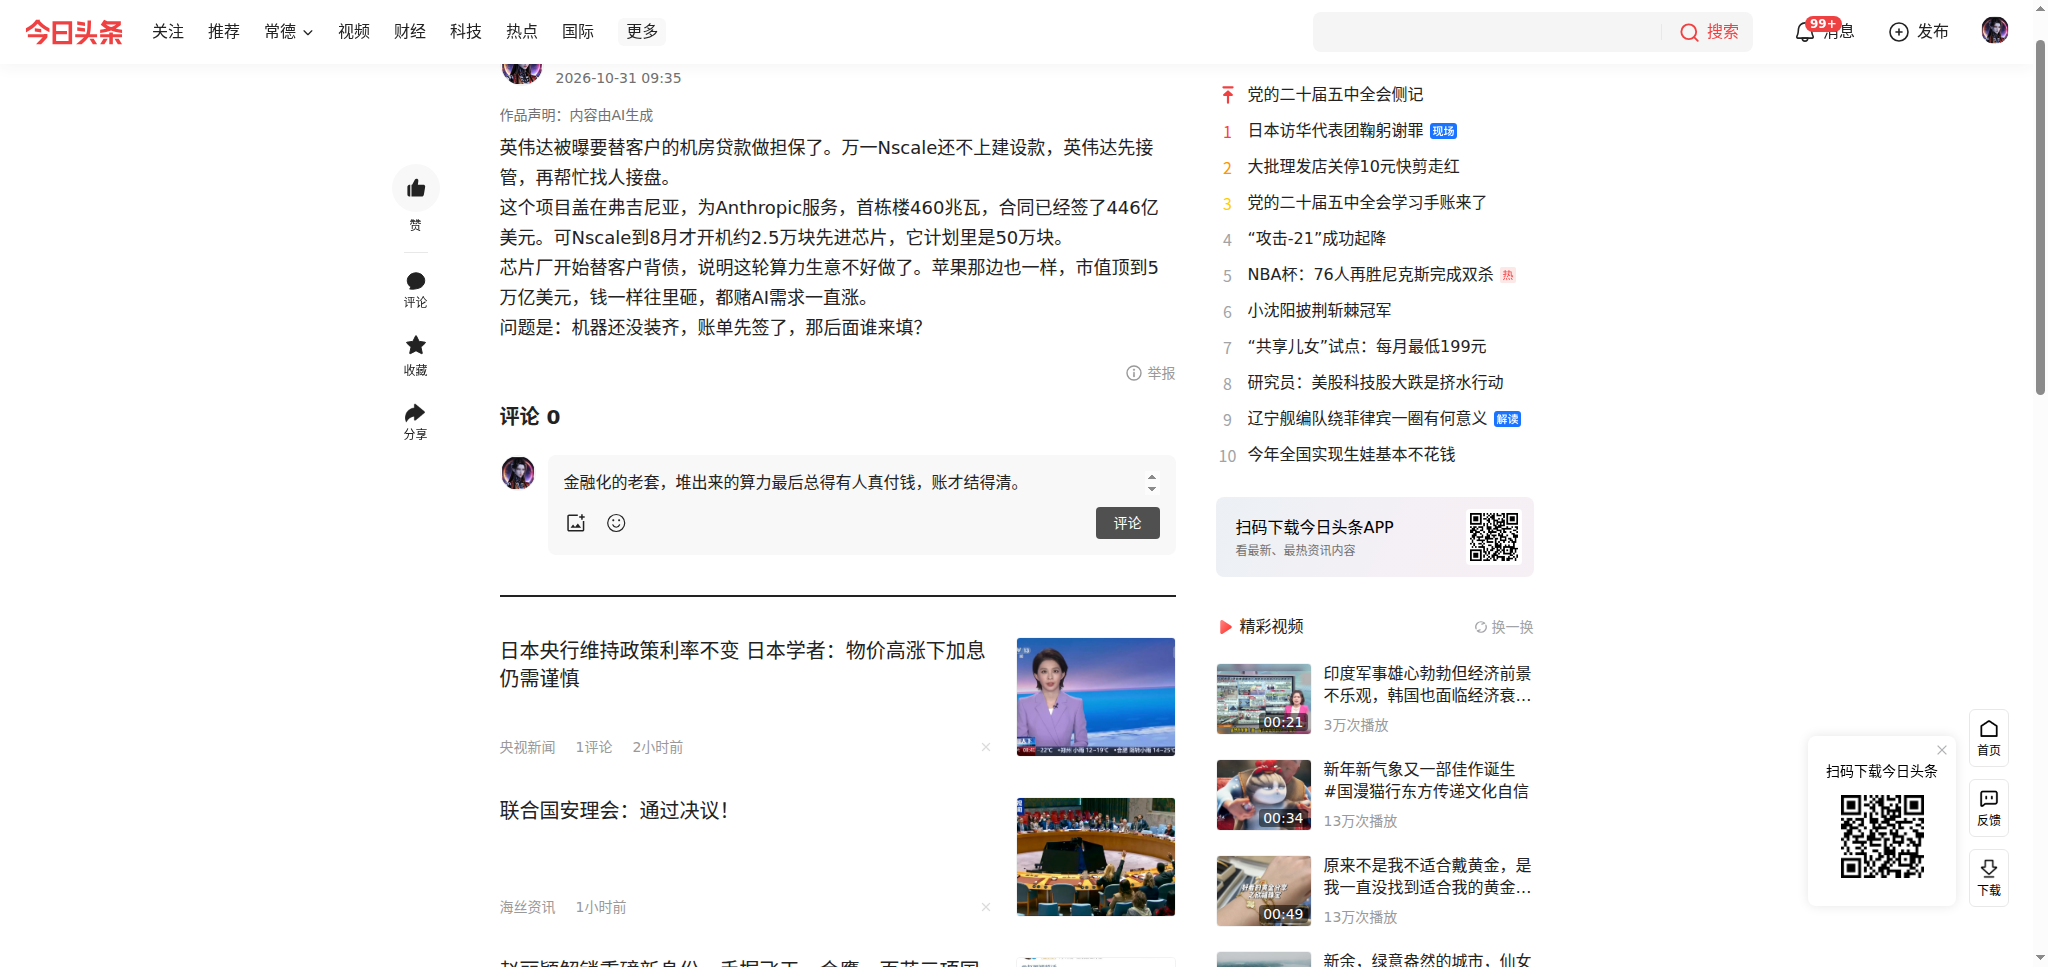 今日头条
关注 推荐 常德 视频 财经 科技 热点 国际 更多
搜索
99+
消息
发布
2026-10-31 09:35
作品声明：内容由AI生成
英伟达被曝要替客户的机房贷款做担保了。万一Nscale还不上建设款，英伟达先接
管，再帮忙找人接盘。
这个项目盖在弗吉尼亚，为Anthropic服务，首栋楼460兆瓦，合同已经签了446亿
美元。可Nscale到8月才开机约2.5万块先进芯片，它计划里是50万块。
芯片厂开始替客户背债，说明这轮算力生意不好做了。苹果那边也一样，市值顶到5
万亿美元，钱一样往里砸，都赌AI需求一直涨。
问题是：机器还没装齐，账单先签了，那后面谁来填？
举报
赞
评论
收藏
分享
评论 0
金融化的老套，堆出来的算力最后总得有人真付钱，账才结得清。
评论
日本央行维持政策利率不变 日本学者：物价高涨下加息
仍需谨慎
央视新闻 1评论 2小时前
联合国安理会：通过决议！
海丝资讯 1小时前
党的二十届五中全会侧记
1 日本访华代表团鞠躬谢罪 现场
2 大批理发店关停10元快剪走红
3 党的二十届五中全会学习手账来了
4 “攻击-21”成功起降
5 NBA杯：76人再胜尼克斯完成双杀 热
6 小沈阳披荆斩棘冠军
7 “共享儿女”试点：每月最低199元
8 研究员：美股科技股大跌是挤水行动
9 辽宁舰编队绕菲律宾一圈有何意义 解读
10 今年全国实现生娃基本不花钱
扫码下载今日头条APP
看最新、最热资讯内容
精彩视频
换一换
印度军事雄心勃勃但经济前景
不乐观，韩国也面临经济衰...
00:21
3万次播放
新年新气象又一部佳作诞生
#国漫猫行东方传递文化自信
00:34
13万次播放
原来不是我不适合戴黄金，是
我一直没找到适合我的黄金...
00:49
13万次播放
新余，绿意盎然的城市，仙女
扫码下载今日头条
首页
反馈
下载